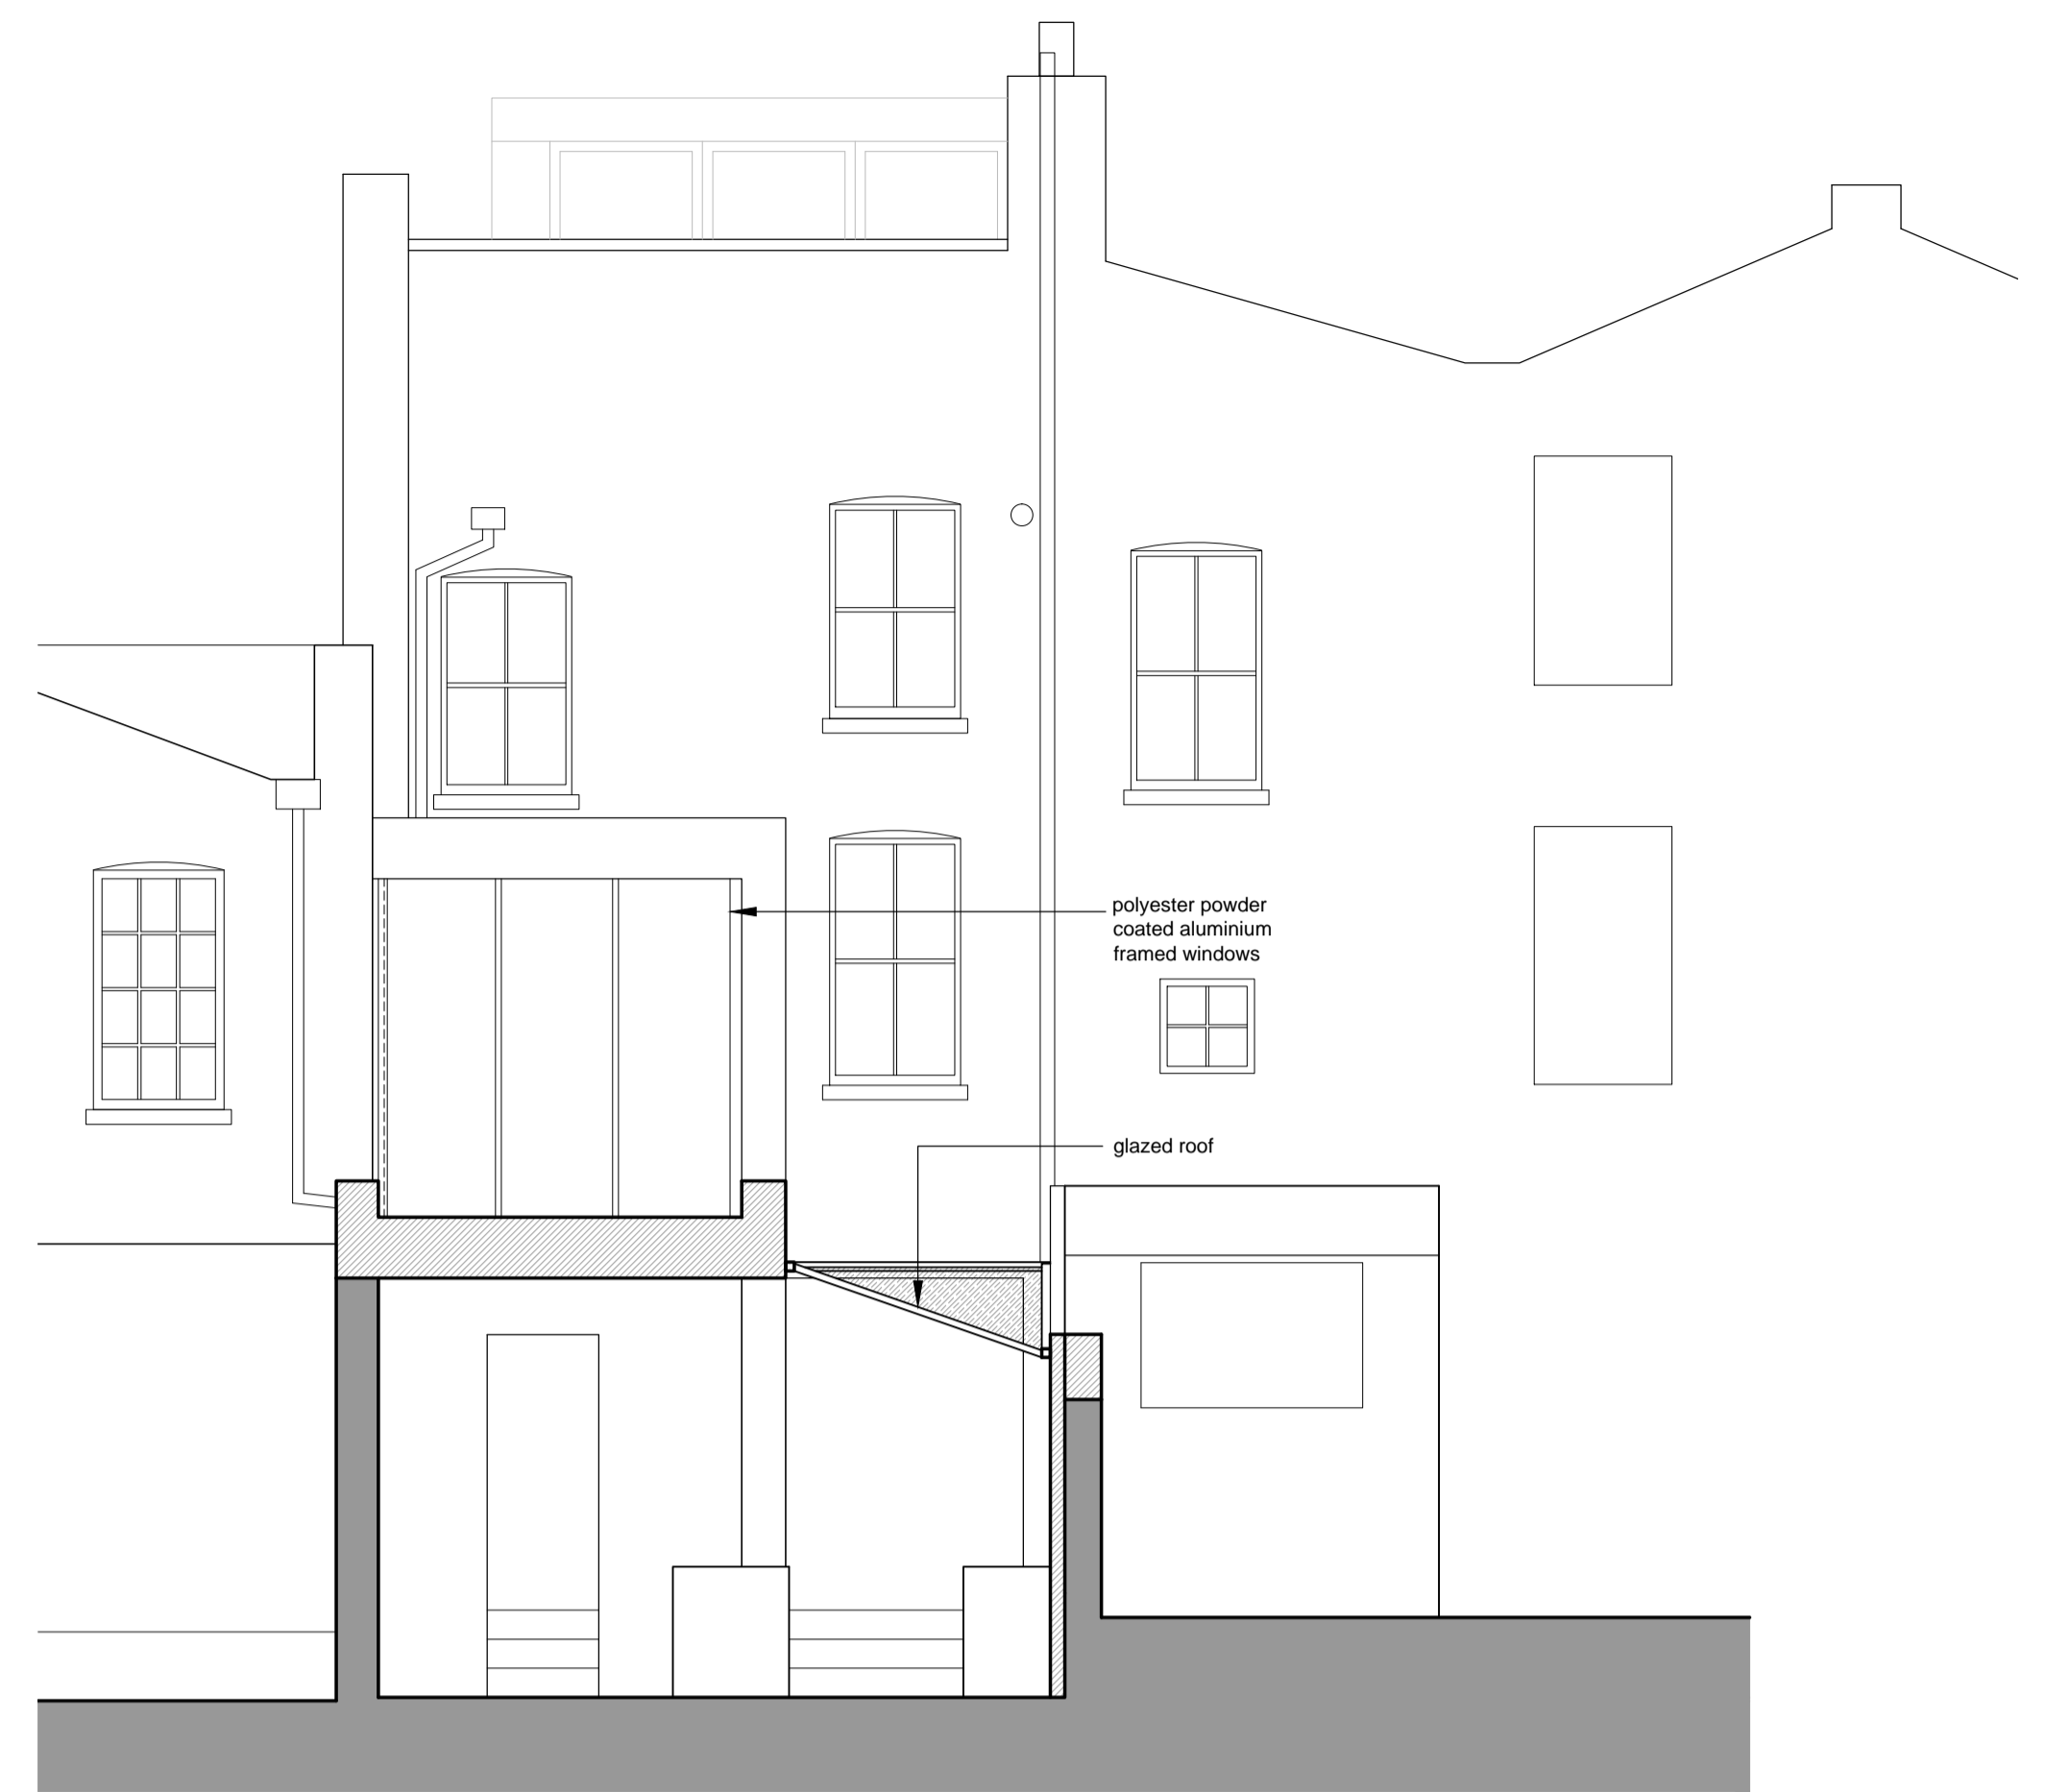 polyester powder
coated aluminium
framed windows
glazed roof